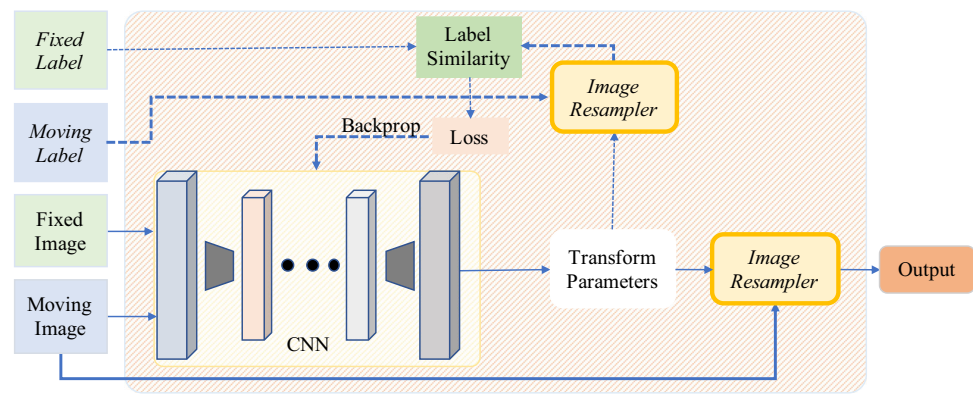 Fixed
Label
Label
Similarity
Image
Resampler
Moving
Label
Backprop
Loss
Fixed
Image
Transform
Parameters
Image
Resampler
Output
Moving
Image
CNN